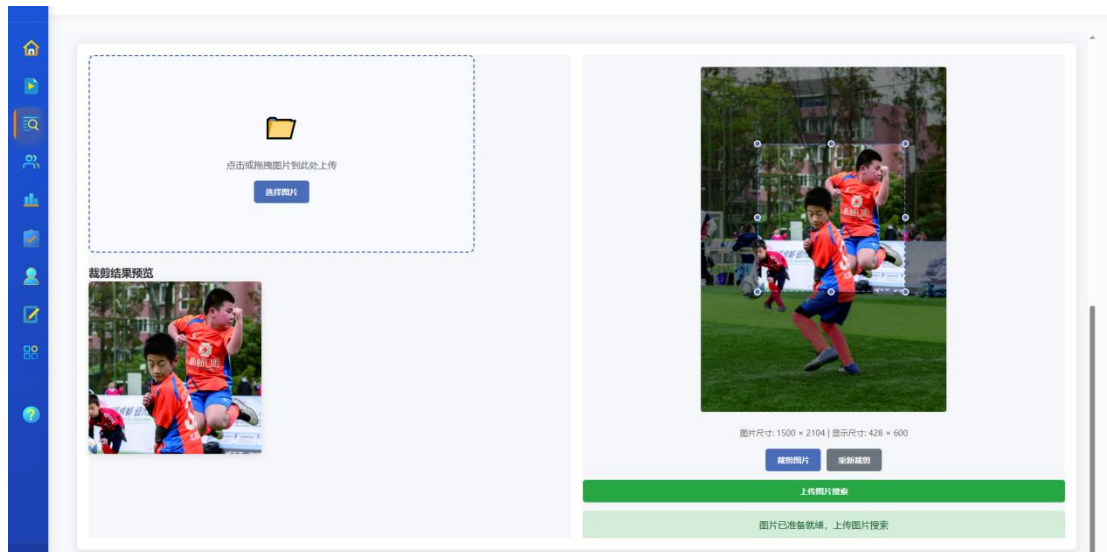 点击或拖拽图片到此处上传
选择图片
裁剪结果预览
图片尺寸: 1500 × 2104 | 显示尺寸: 428 × 600
裁剪图片
重新裁剪
上传图片搜索
图片已准备就绪，上传图片搜索